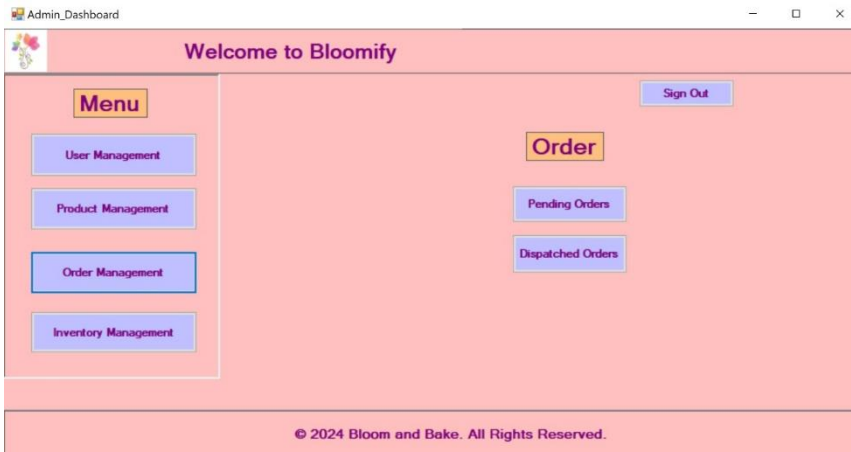 Admin_Dashboard
Welcome to Bloomify
Menu
User Management
Product Management
Order Management
Inventory Management
Sign Out
Order
Pending Orders
Dispatched Orders
© 2024 Bloom and Bake. All Rights Reserved.